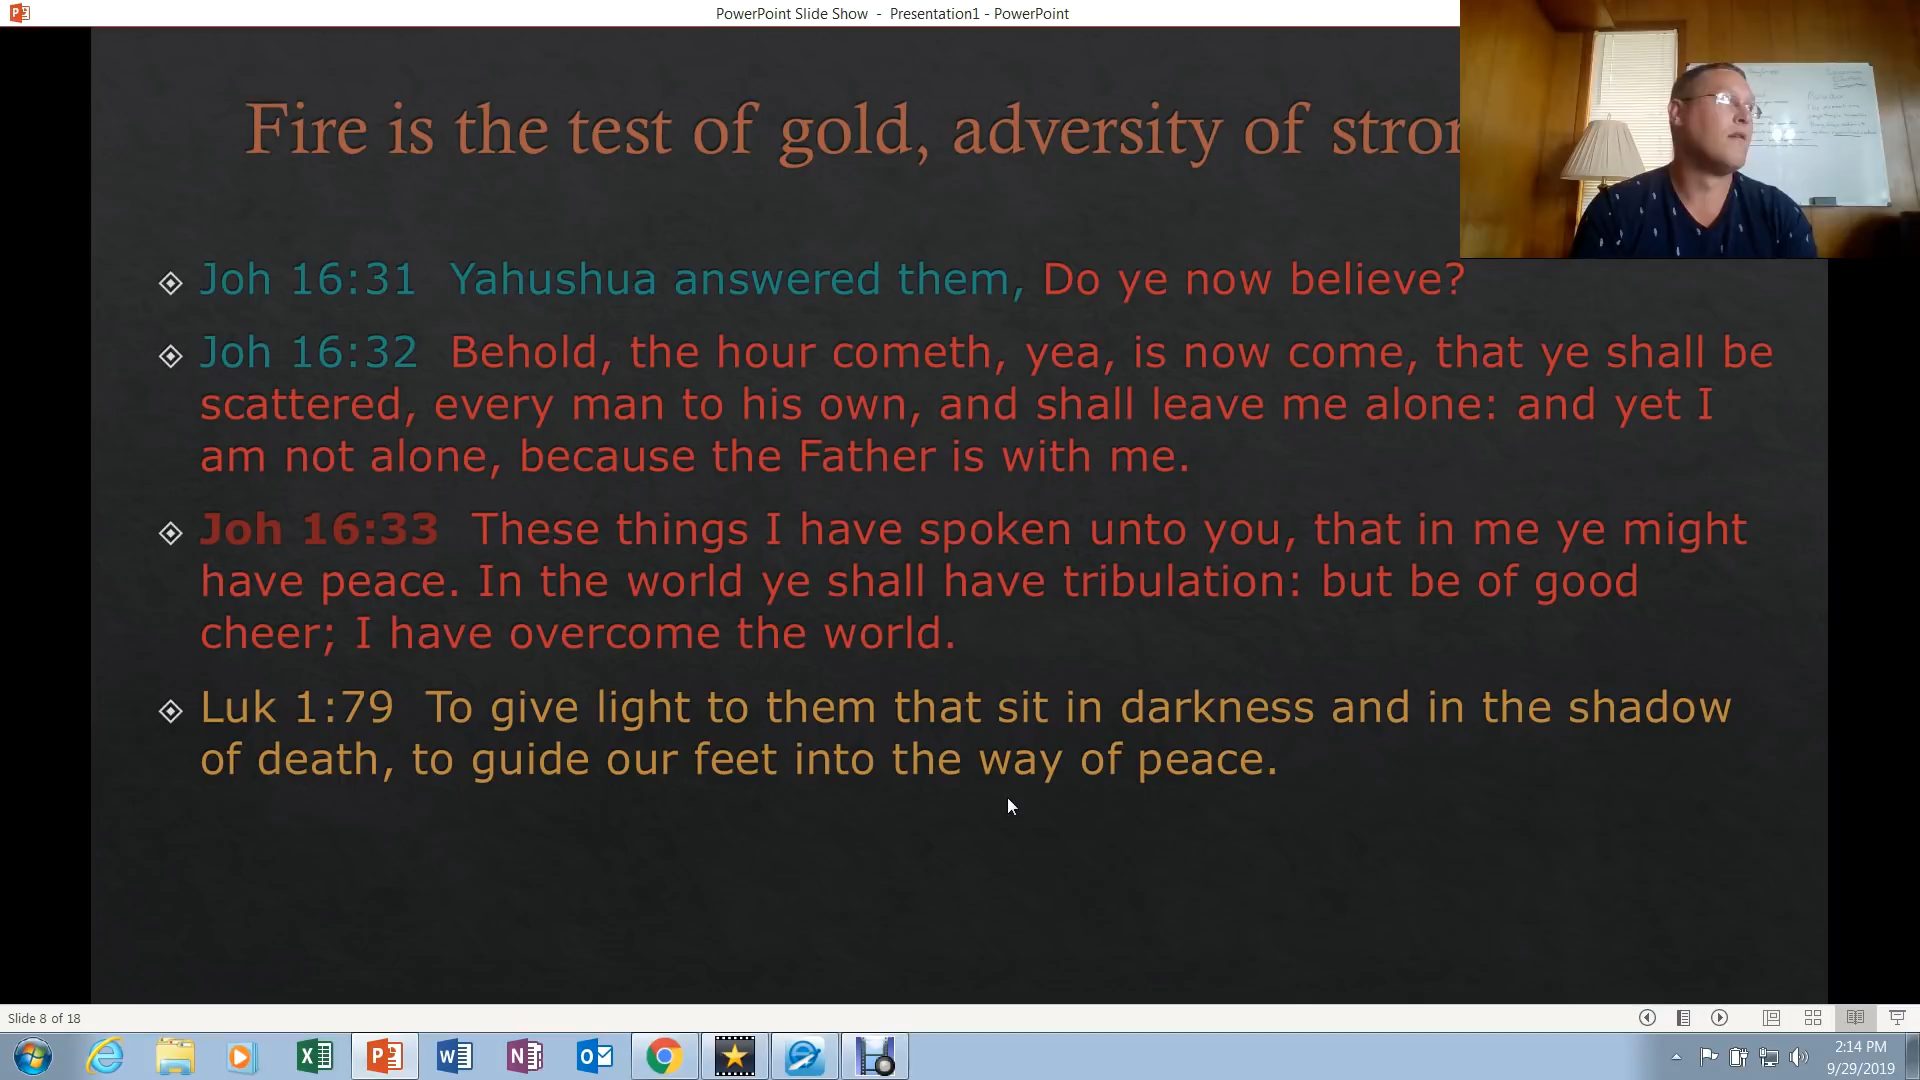 PowerPoint Slide Show - Presentation1 - PowerPoint
Fire is the test of gold, adversity of
Joh 16:31 Yahushua answered them, Do ye now believe?
Joh 16:32 Behold, the hour cometh, yea, is now come, that ye shall be
scattered, every man to his own, and shall leave me alone: and yet I
am not alone, because the Father is with me.
Joh 16:33 These things I have spoken unto you, that in me ye might
have peace. In the world ye shall have tribulation: but be of good
cheer; I have overcome the world.
Luk 1:79 To give light to them that sit in darkness and in the shadow
of death, to guide our feet into the way of peace.
Slide 8 of 18
2:14 PM
9/29/2019